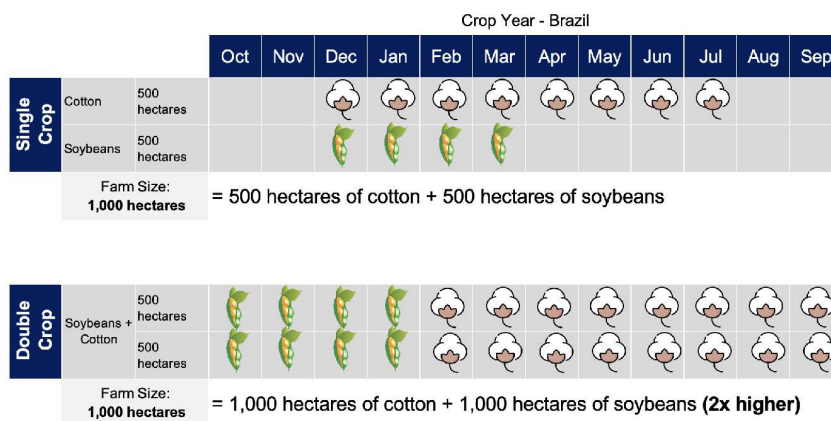 Crop Year - Brazil
Oct Nov Dec Jan Feb Mar Apr May Jun Jul Aug Sep
Single Crop
Cotton
500 hectares
Soybeans
500 hectares
Farm Size:
1,000 hectares
= 500 hectares of cotton + 500 hectares of soybeans
Double Crop
Soybeans + Cotton
500 hectares
500 hectares
Farm Size:
1,000 hectares
= 1,000 hectares of cotton + 1,000 hectares of soybeans (2x higher)